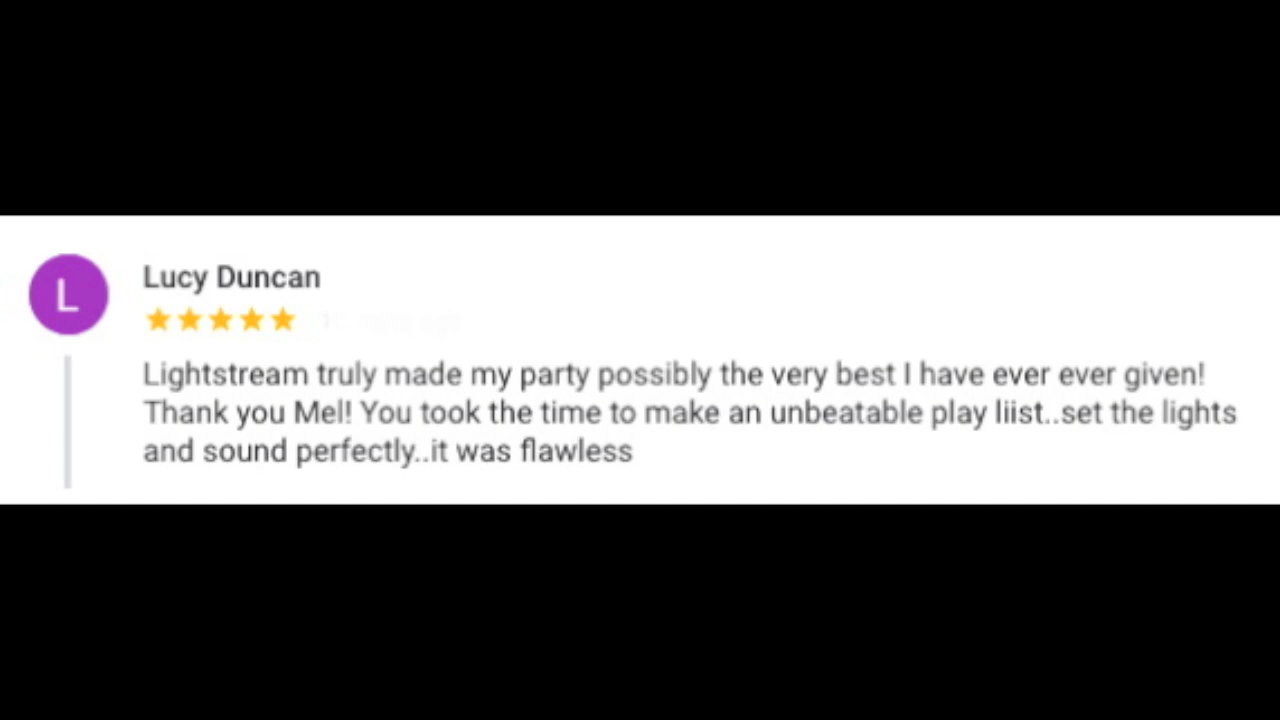 L
Lucy Duncan
Lightstream truly made my party possibly the very best I have ever ever given!
Thank you Mel! You took the time to make an unbeatable play liist..set the lights
and sound perfectly..it was flawless